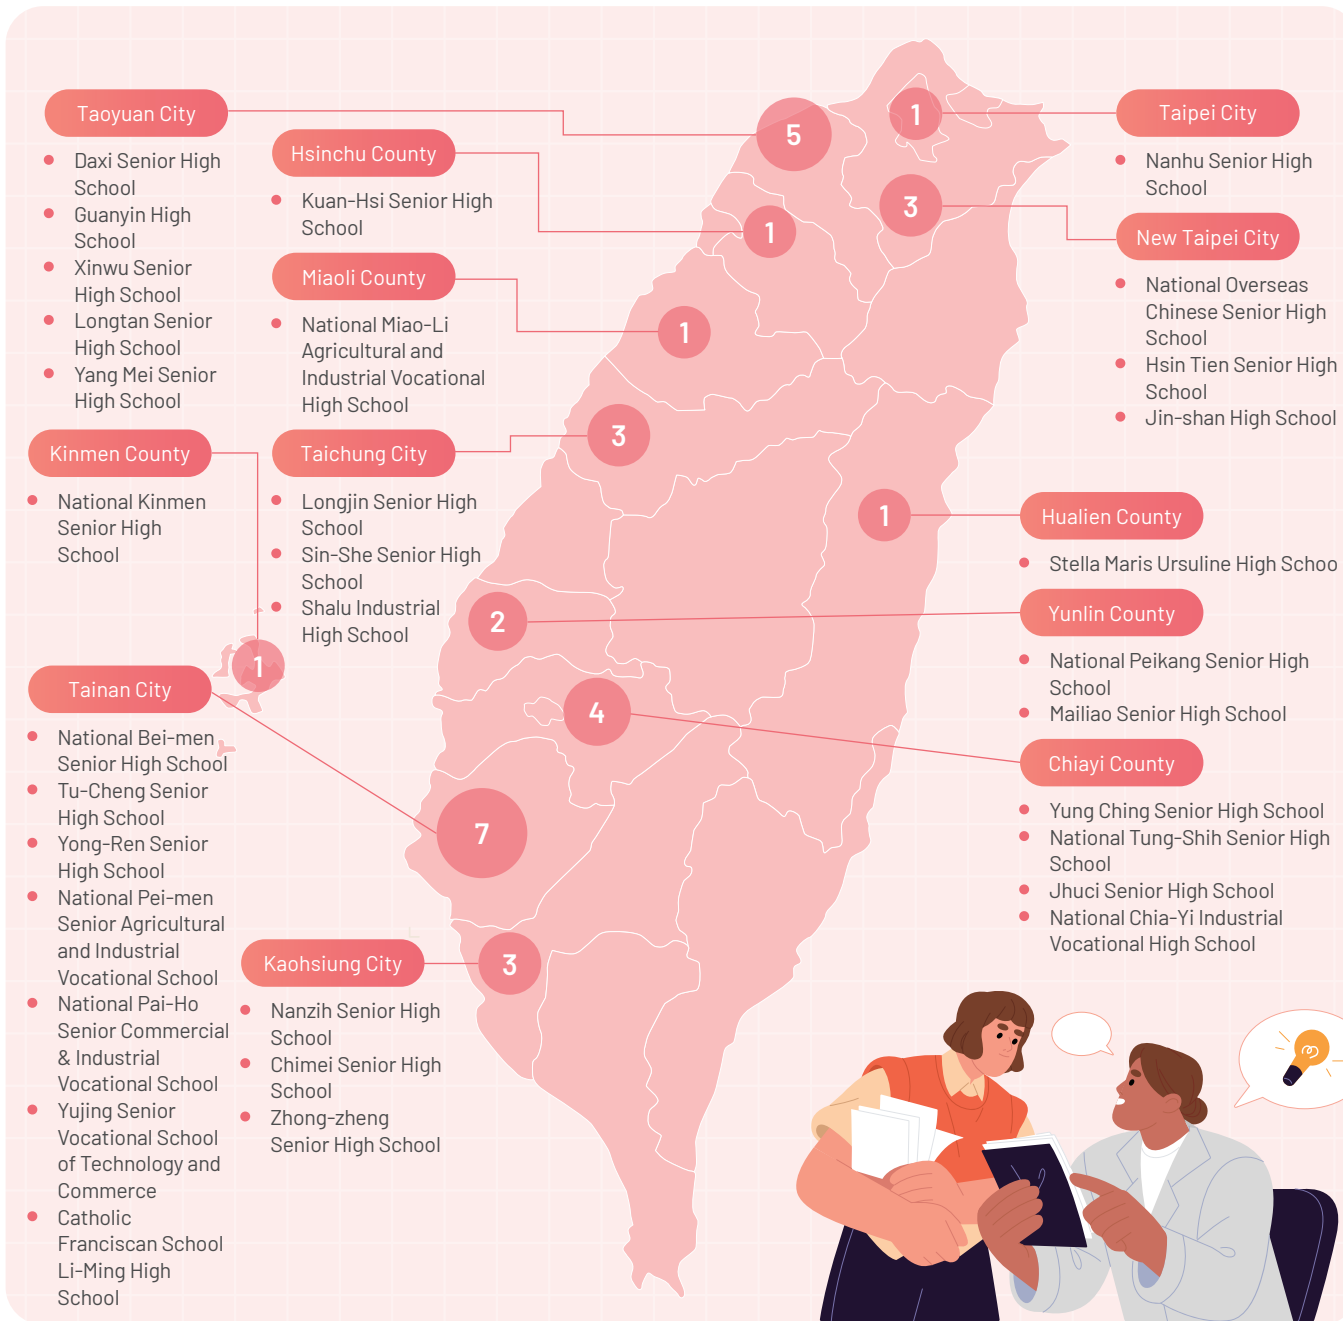 Taoyuan City
Daxi Senior High
School
Guanyin High
School
Xinwu Senior
High School
Longtan Senior
High School
Yang Mei Senior
High School
Hsinchu County
Kuan-Hsi Senior High
School
Miaoli County
National Miao-Li
Agricultural and
Industrial Vocational
High School
Kinmen County
National Kinmen
Senior High
School
Taichung City
Longjin Senior High
School
Sin-She Senior High
School
Shalu Industrial
High School
Tainan City
National Bei-men
Senior High School
Tu-Cheng Senior
High School
Yong-Ren Senior
High School
National Pei-men
Senior Agricultural
and Industrial
Vocational School
National Pai-Ho
Senior Commercial
& Industrial
Vocational School
Yujing Senior
Vocational School
of Technology and
Commerce
Catholic
Franciscan School
Li-Ming High
School
Kaohsiung City
Nanzih Senior High
School
Chimei Senior High
School
Zhong-zheng
Senior High School
5
1
3
1
1
3
1
2
1
4
7
3
Taipei City
Nanhu Senior High
School
New Taipei City
National Overseas
Chinese Senior High
School
Hsin Tien Senior High
School
Jin-shan High School
Hualien County
Stella Maris Ursuline High Schoo
Yunlin County
National Peikang Senior High
School
Mailiao Senior High School
Chiayi County
Yung Ching Senior High School
National Tung-Shih Senior High
School
Jhuci Senior High School
National Chia-Yi Industrial
Vocational High School